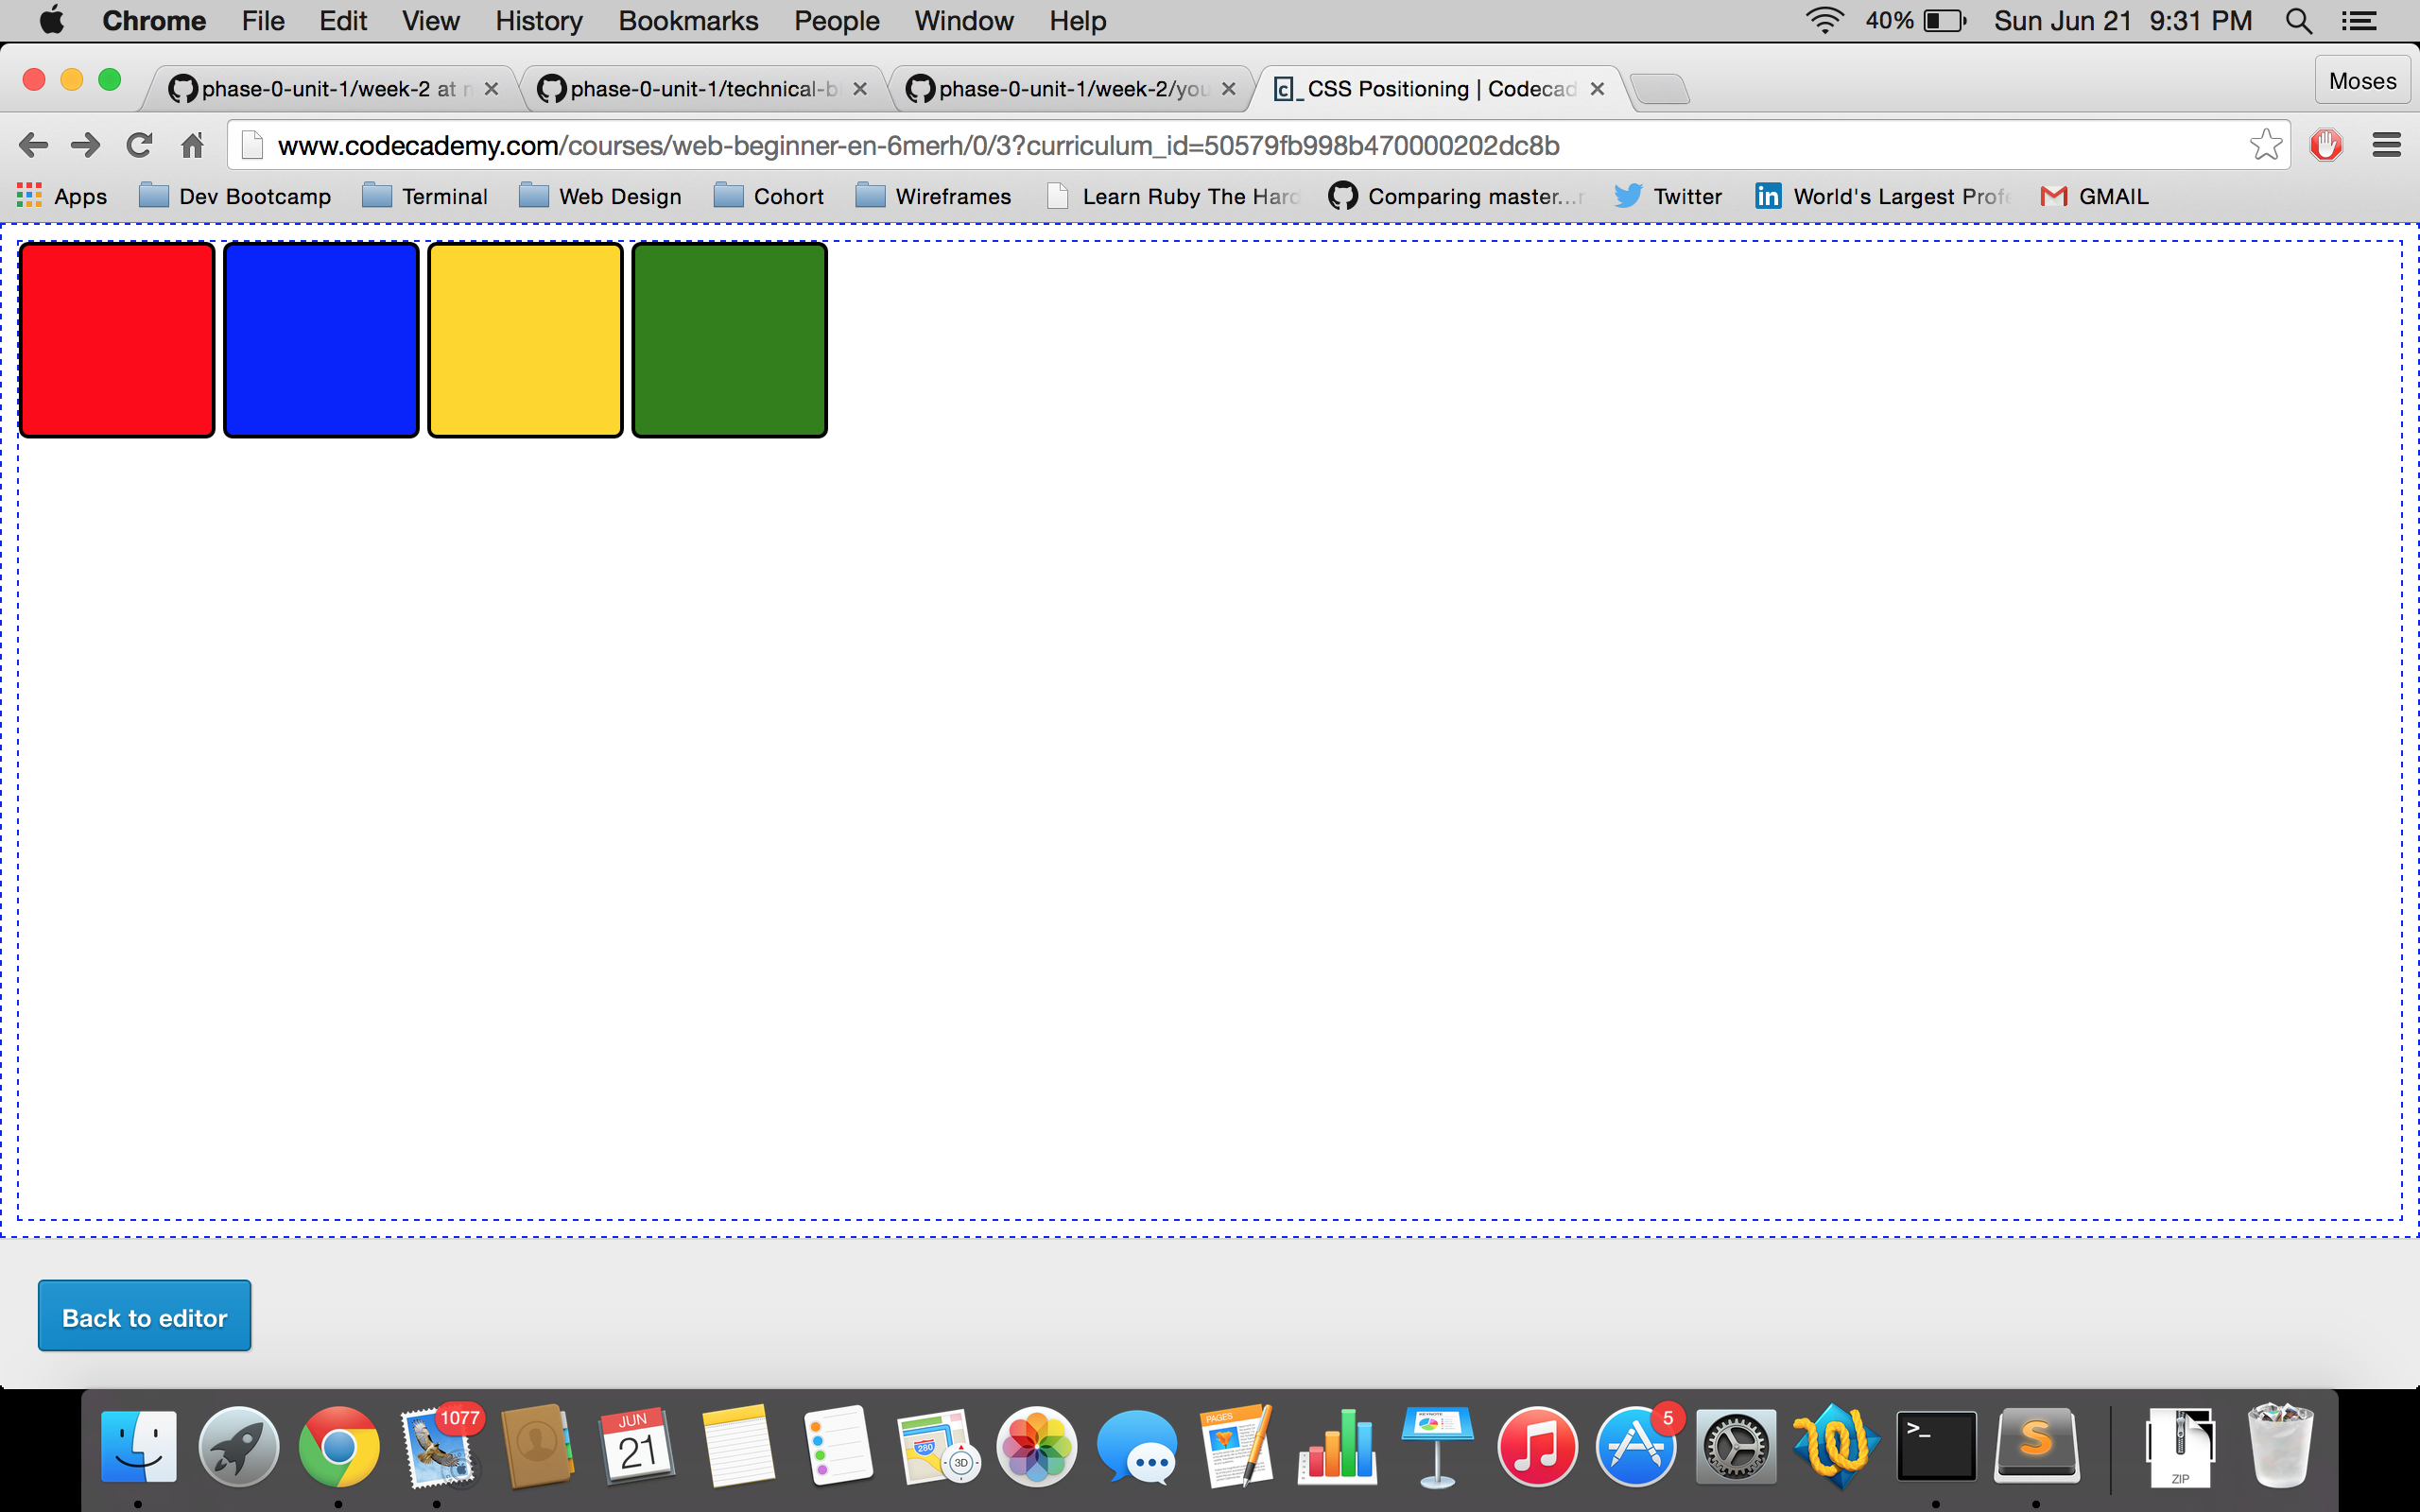 Chrome File Edit View History Bookmarks People Window Help 40% Sun Jun 21 9:31 PM
phase-0-unit-1/week-2 at phase-0-unit-1/technical-b phase-0-unit-1/week-2/you CSS Positioning | Codecad Moses
www.codecademy.com/courses/web-beginner-en-6merh/0/3?curriculum_id=50579fb998b470000202dc8b
Apps Dev Bootcamp Terminal Web Design Cohort Wireframes Learn Ruby The Hard Comparing master... Twitter World's Largest Profe GMAIL
Back to editor
1077 JUN 21 280 3D PAGES 5 >_ S ZIP